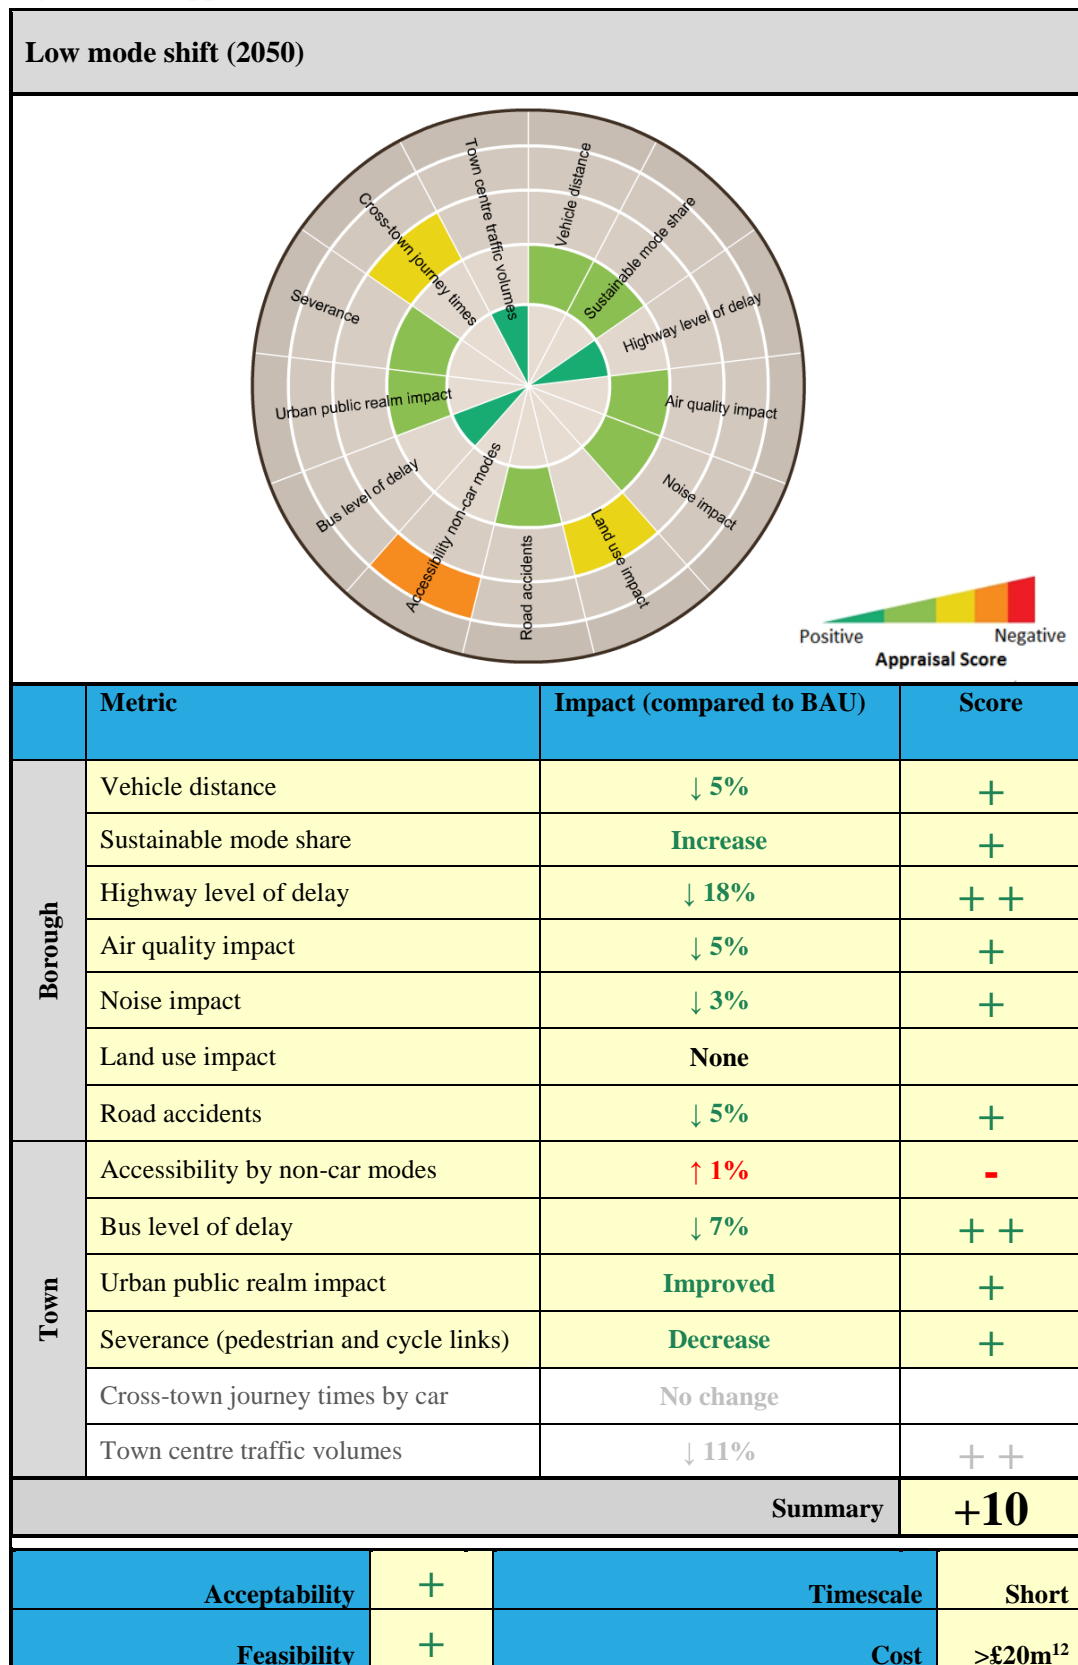 Low mode shift (2050)
Town centre traffic volumes
Vehicle distance
Sustainable mode share
Highway level of delay
Air quality impact
Noise impact
Land use impact
Road accidents
Accessibility non-car modes
Bus level of delay
Urban public realm impact
Severance
Cross-town journey times
Positive Negative
Appraisal Score
Metric Impact (compared to BAU) Score
Borough
Vehicle distance ↓ 5% +
Sustainable mode share Increase +
Highway level of delay ↓ 18% + +
Air quality impact ↓ 5% +
Noise impact ↓ 3% +
Land use impact None
Road accidents ↓ 5% +
Town
Accessibility by non-car modes ↑ 1% -
Bus level of delay ↓ 7% + +
Urban public realm impact Improved +
Severance (pedestrian and cycle links) Decrease +
Cross-town journey times by car No change
Town centre traffic volumes ↓ 11% + +
Summary +10
Acceptability + Timescale Short
Feasibility + Cost >£20m¹²